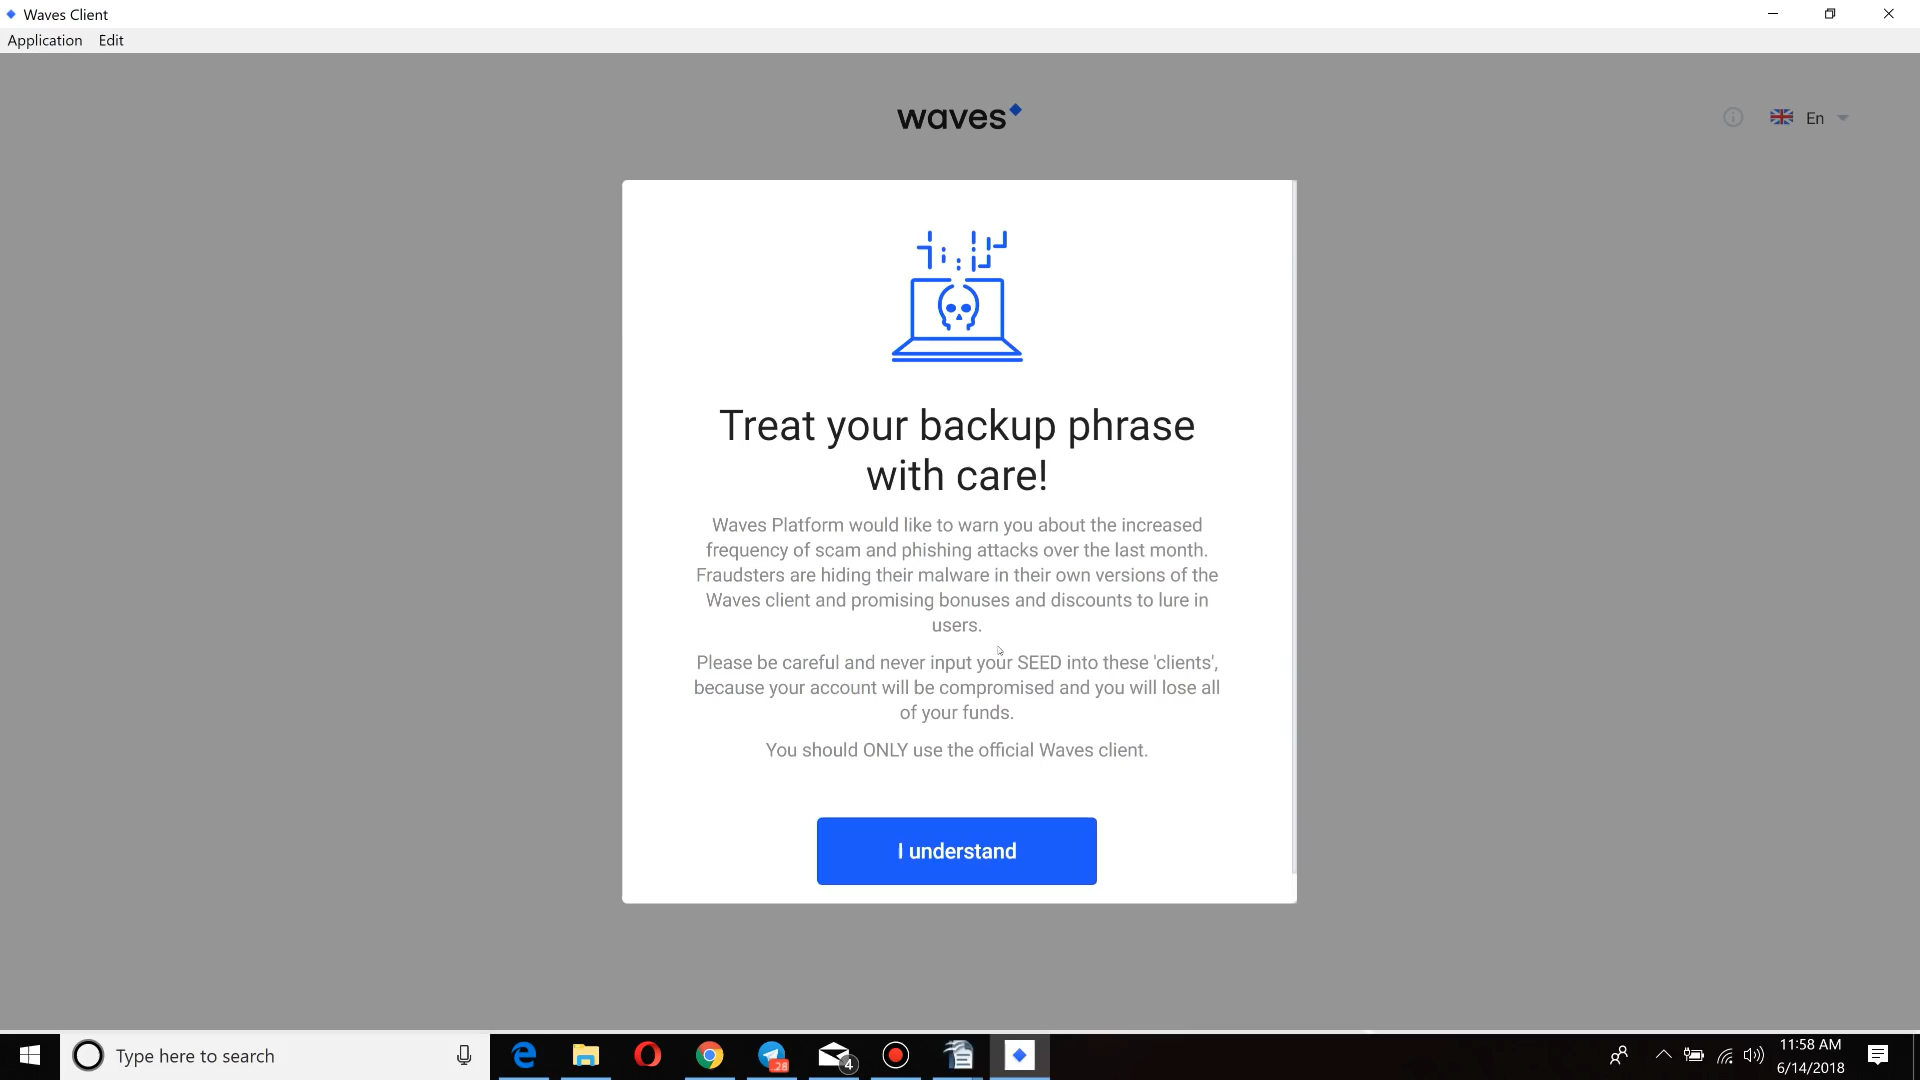 Waves Client
Application Edit
waves
En
Treat your backup phrase
with care!
Waves Platform would like to warn you about the increased
frequency of scam and phishing attacks over the last month.
Fraudsters are hiding their malware in their own versions of the
Waves client and promising bonuses and discounts to lure in
users.
Please be careful and never input your SEED into these 'clients',
because your account will be compromised and you will lose all
of your funds.
You should ONLY use the official Waves client.
I understand
Type here to search
28
4
11:58 AM
6/14/2018